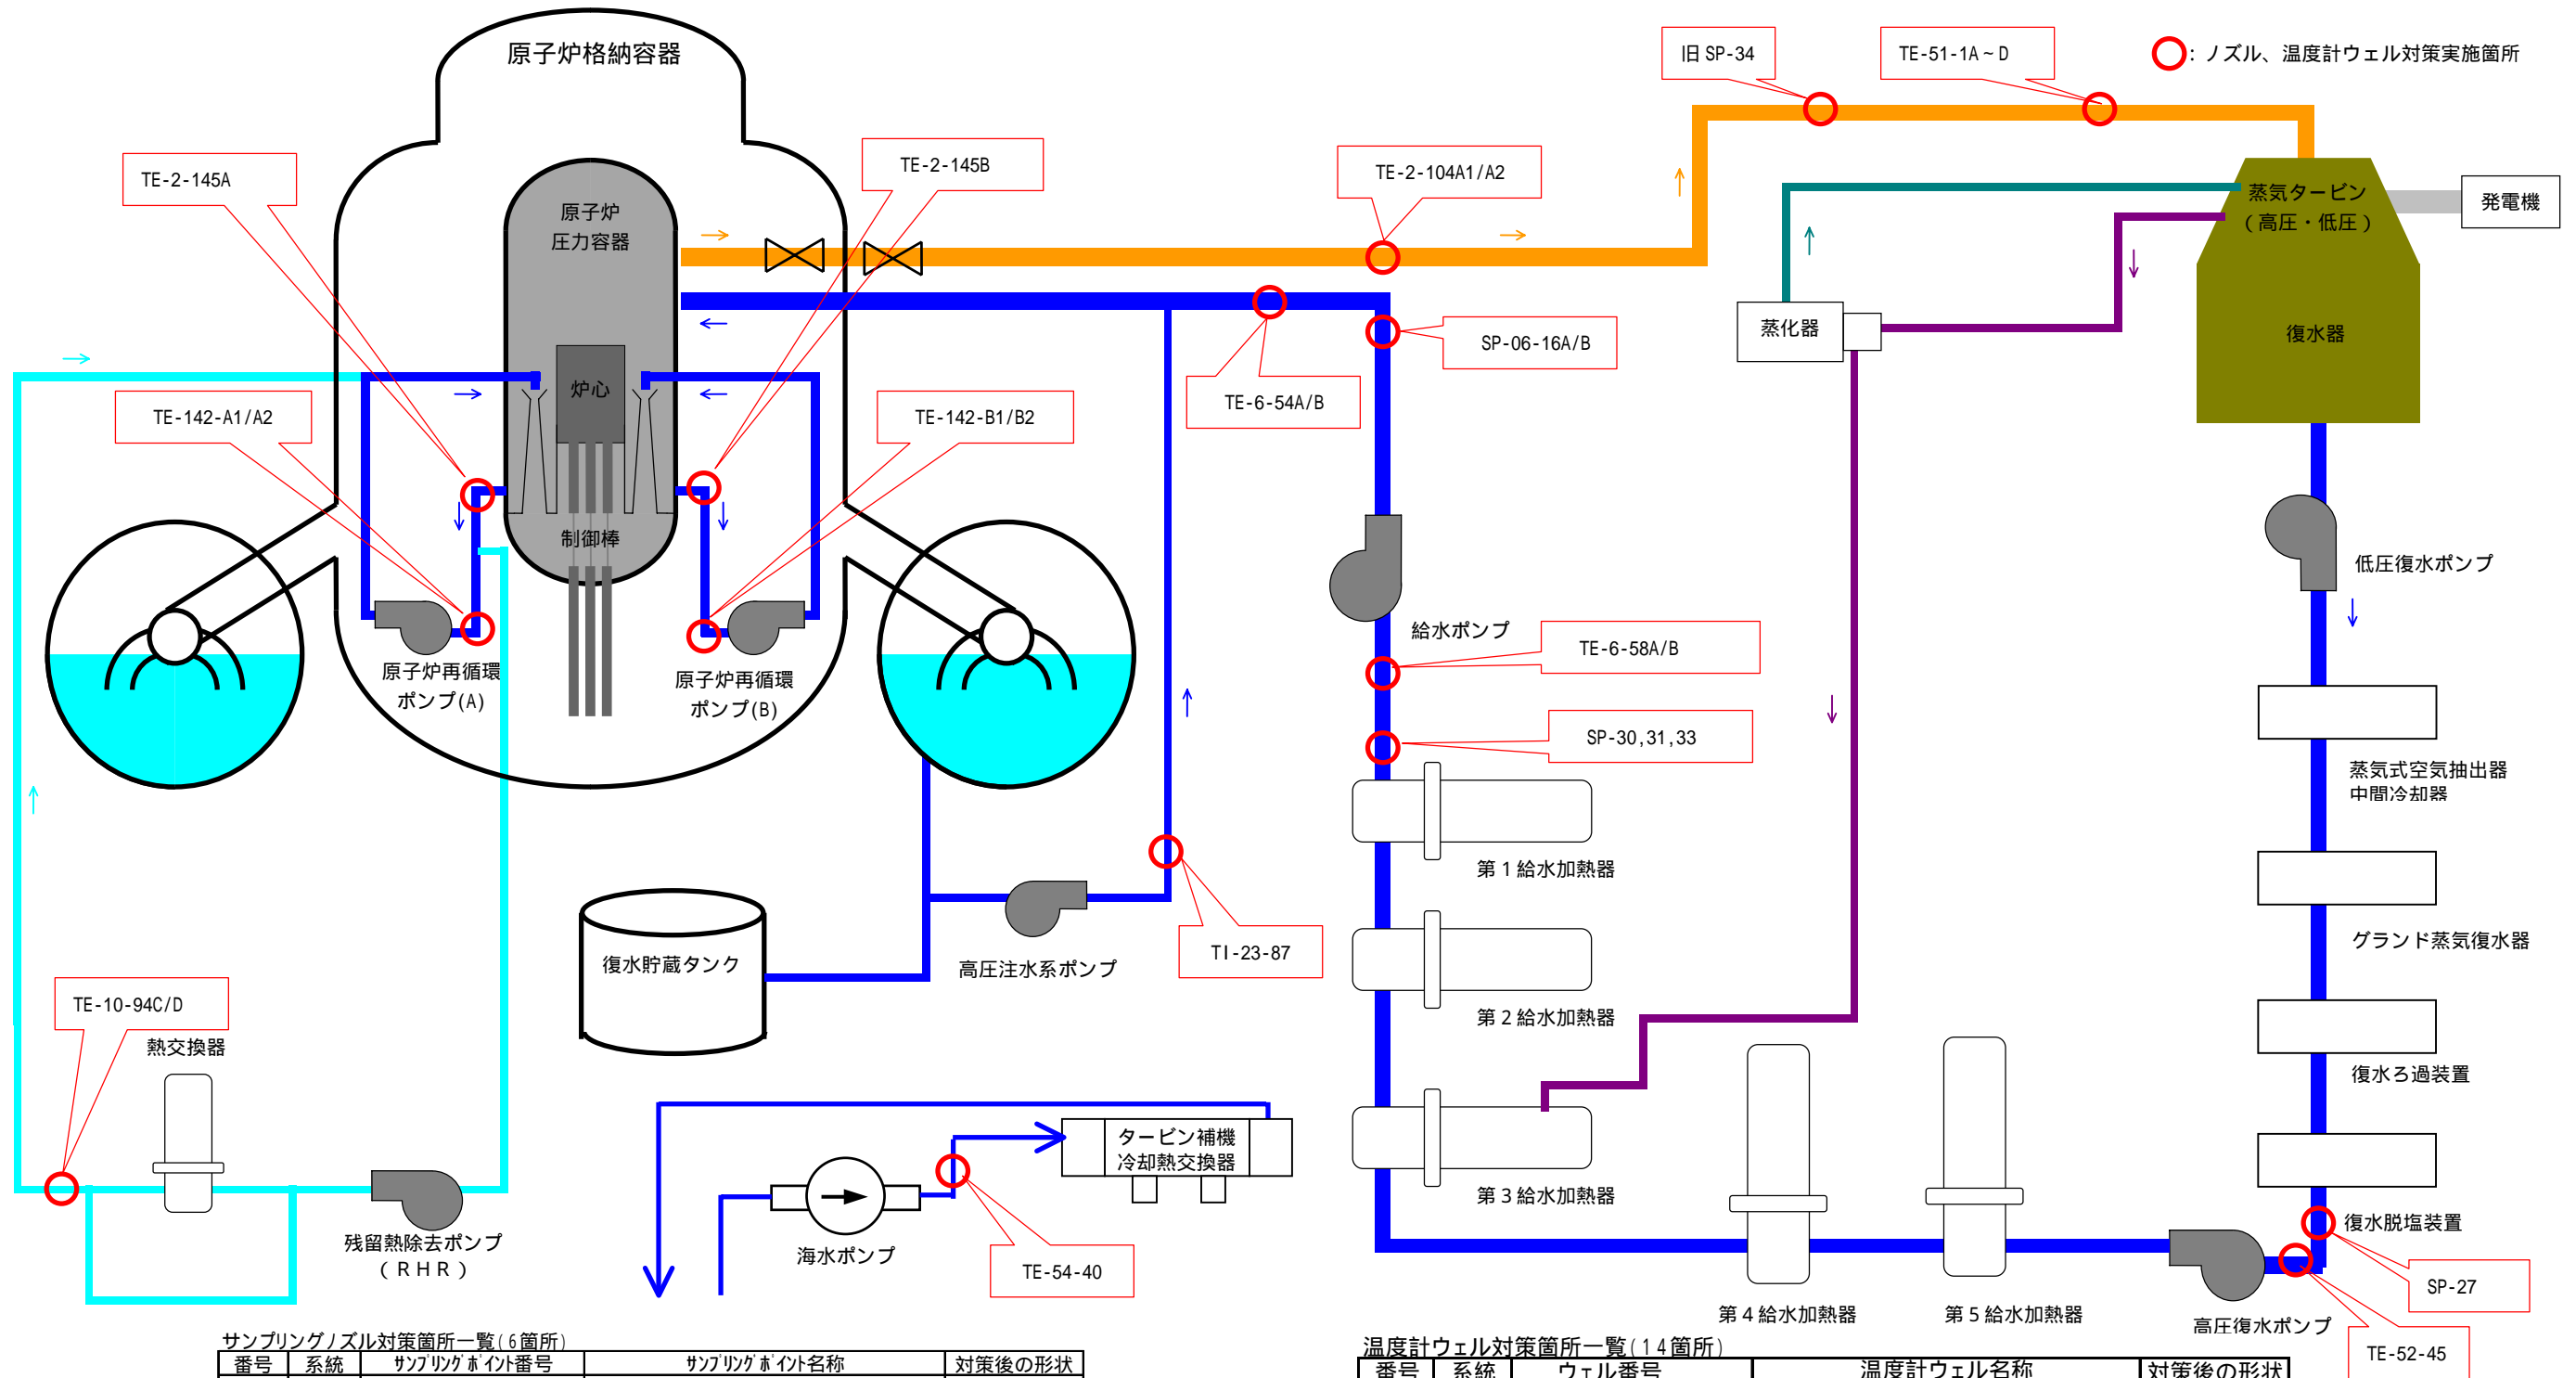 原子炉格納容器
旧 SP-34
TE-51-1A~D
: ノズル、温度計ウェル対策実施箇所
TE-2-145A
TE-2-145B
TE-2-104A1/A2
原子炉
圧力容器
蒸気タービン
(高圧・低圧)
発電機
蒸化器
復水器
SP-06-16A/B
TE-6-54A/B
炉心
TE-142-A1/A2
TE-142-B1/B2
制御棒
低圧復水ポンプ
給水ポンプ
TE-6-58A/B
原子炉再循環
ポンプ(A)
原子炉再循環
ポンプ(B)
SP-30,31,33
蒸気式空気抽出器
中間冷却器
第1給水加熱器
グランド蒸気復水器
復水貯蔵タンク
高圧注水系ポンプ
TI-23-87
TE-10-94C/D
熱交換器
第2給水加熱器
復水ろ過装置
タービン補機
冷却熱交換器
第3給水加熱器
復水脱塩装置
残留熱除去ポンプ
(RHR)
海水ポンプ
TE-54-40
SP-27
第4給水加熱器
第5給水加熱器
高圧復水ポンプ
TE-52-45
サンプリングノズル対策箇所一覧(6箇所)
番号 系統 サンプリングポイント番号 サンプリングポイント名称 対策後の形状
温度計ウェル対策箇所一覧(14箇所)
番号 系統 ウェル番号 温度計ウェル名称 対策後の形状